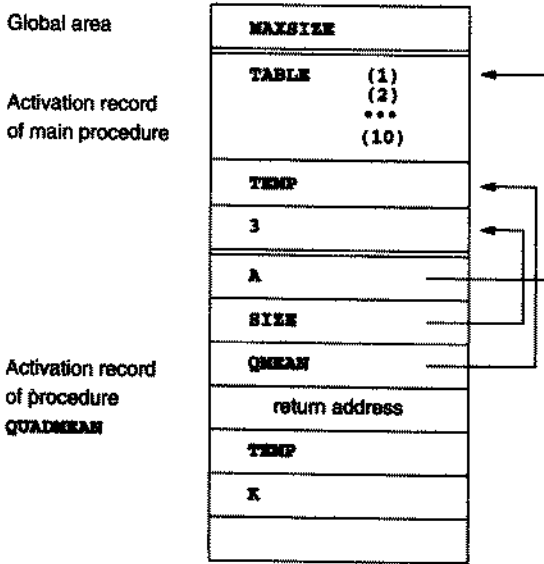 Global area
MAXSIZE
TABLE (1)
(2)
...
(10)
Activation record
of main procedure
TEMP
3
A
SIZE
QMEAN
Activation record
of procedure
QUADMEAN
return address
TEMP
K